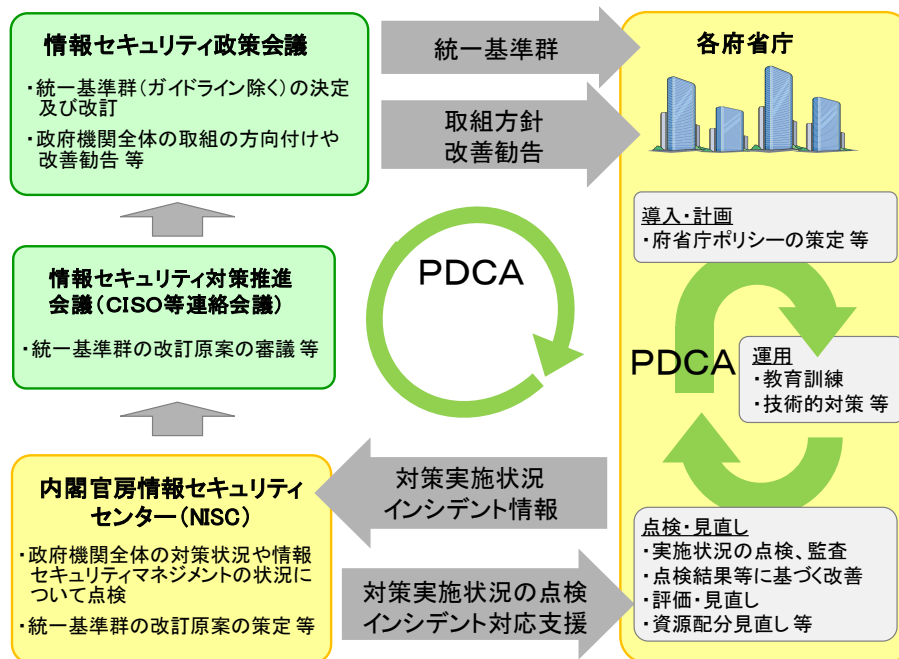 情報セキュリティ政策会議
・統一基準群(ガイドライン除く)の決定
及び改訂
・政府機関全体の取組の方向付けや
改善勧告 等
統一基準群
取組方針
改善勧告
各府省庁
情報セキュリティ対策推進
会議(CISO等連絡会議)
・統一基準群の改訂原案の審議 等
PDCA
導入・計画
・府省庁ポリシーの策定 等
PDCA
運用
・教育訓練
・技術的対策 等
内閣官房情報セキュリティ
センター(NISC)
・政府機関全体の対策状況や情報
セキュリティマネジメントの状況に
ついて点検
・統一基準群の改訂原案の策定 等
対策実施状況
インシデント情報
対策実施状況の点検
インシデント対応支援
点検・見直し
・実施状況の点検、監査
・点検結果等に基づく改善
・評価・見直し
・資源配分見直し 等